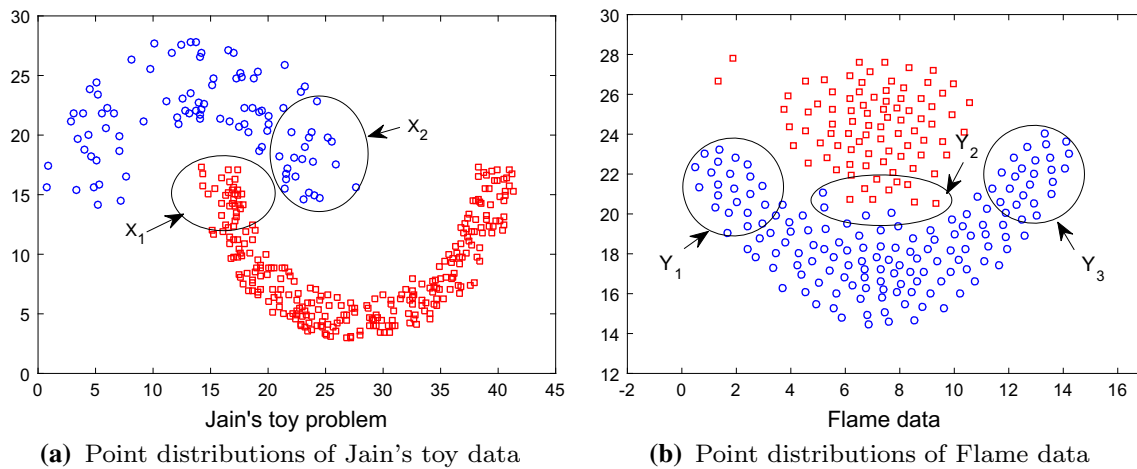 30
25
20
15
10
5
0
X1
X2
0 5 10 15 20 25 30 35 40 45
Jain's toy problem
(a) Point distributions of Jain's toy data
30
28
26
24
22
20
18
16
14
12
Y1
Y2
Y3
-2 0 2 4 6 8 10 12 14 16
Flame data
(b) Point distributions of Flame data